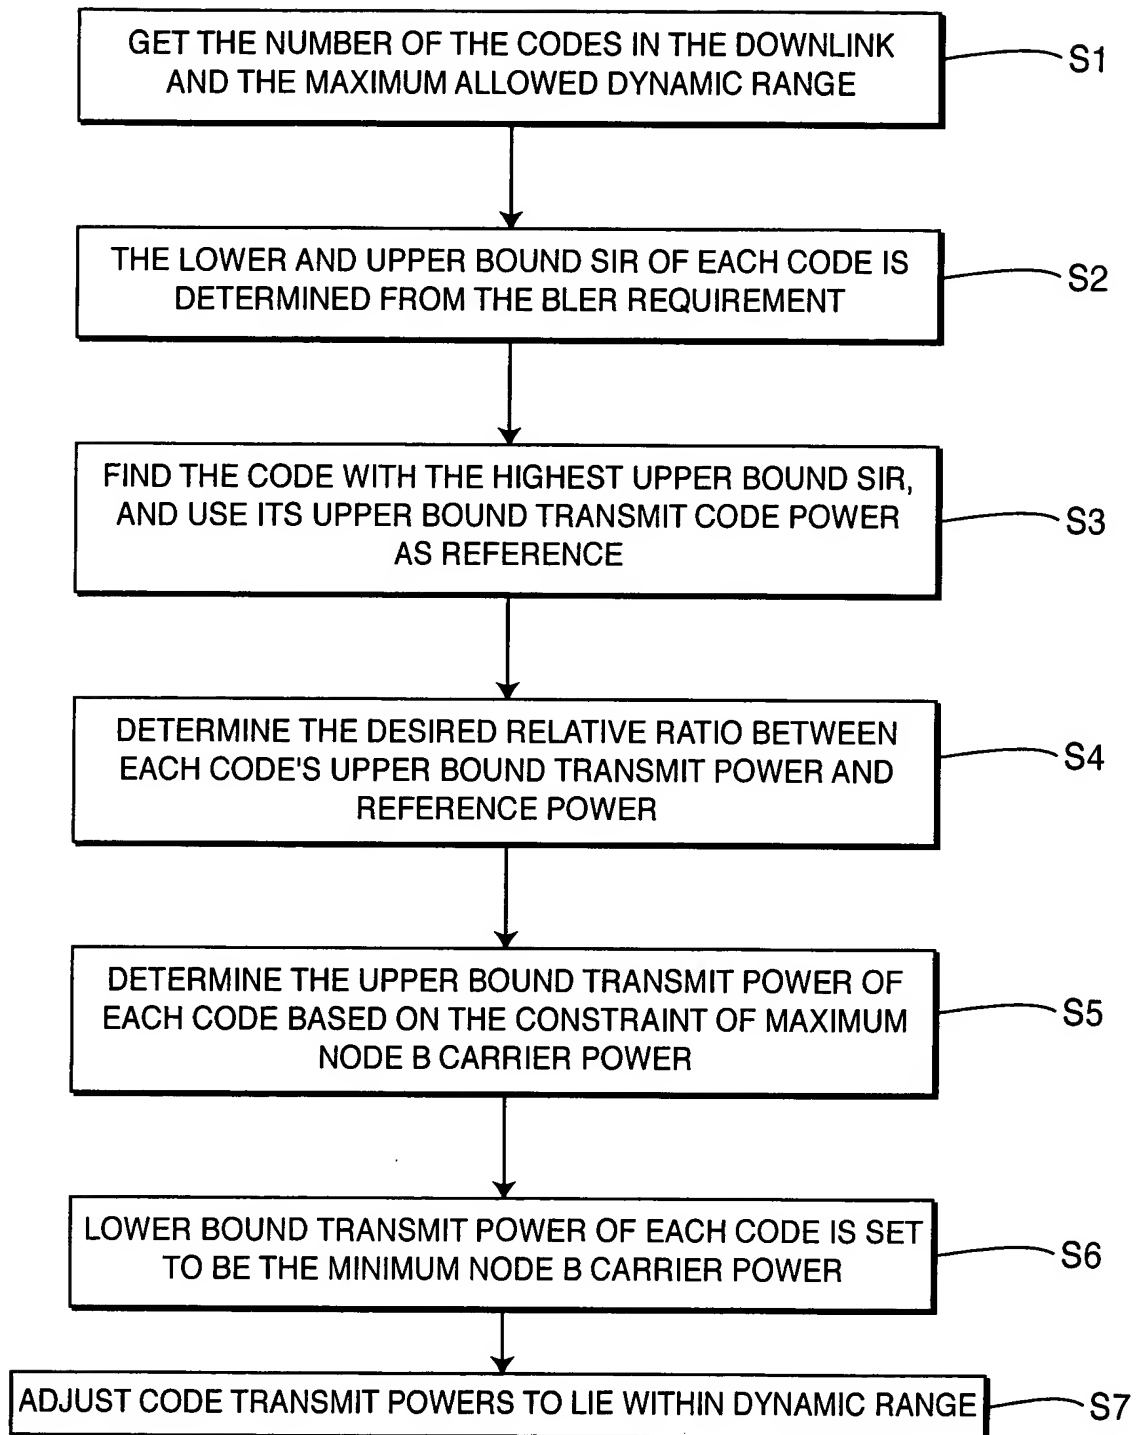 GET THE NUMBER OF THE CODES IN THE DOWNLINK
AND THE MAXIMUM ALLOWED DYNAMIC RANGE
S1
THE LOWER AND UPPER BOUND SIR OF EACH CODE IS
DETERMINED FROM THE BLER REQUIREMENT
S2
FIND THE CODE WITH THE HIGHEST UPPER BOUND SIR,
AND USE ITS UPPER BOUND TRANSMIT CODE POWER
AS REFERENCE
S3
DETERMINE THE DESIRED RELATIVE RATIO BETWEEN
EACH CODE'S UPPER BOUND TRANSMIT POWER AND
REFERENCE POWER
S4
DETERMINE THE UPPER BOUND TRANSMIT POWER OF
EACH CODE BASED ON THE CONSTRAINT OF MAXIMUM
NODE B CARRIER POWER
S5
LOWER BOUND TRANSMIT POWER OF EACH CODE IS SET
TO BE THE MINIMUM NODE B CARRIER POWER
S6
ADJUST CODE TRANSMIT POWERS TO LIE WITHIN DYNAMIC RANGE
S7